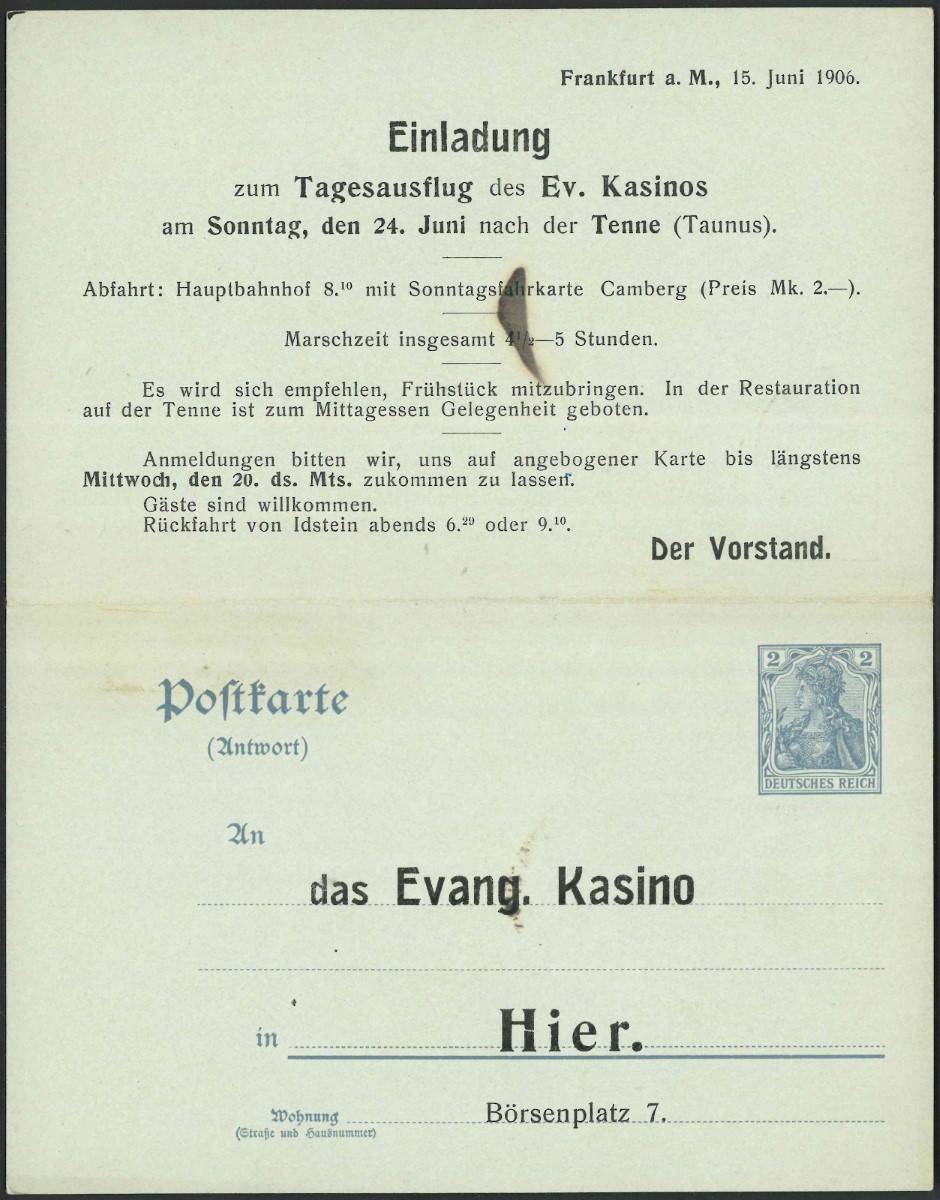 Frankfurt a. M., 15. Juni 1906.
Einladung
zum Tagesausflug des Ev. Kasinos
am Sonntag, den 24. Juni nach der Tenne (Taunus).
Abfahrt: Hauptbahnhof 8.¹⁰ mit Sonntagsfahrkarte Camberg (Preis Mk. 2.—).
Marschzeit insgesamt 4½—5 Stunden.
Es wird sich empfehlen, Frühstück mitzubringen. In der Restauration
auf der Tenne ist zum Mittagessen Gelegenheit geboten.
Anmeldungen bitten wir, uns auf angebogener Karte bis längstens
Mittwoch, den 20. ds. Mts. zukommen zu lassen.
Gäste sind willkommen.
Rückfahrt von Idstein abends 6.²⁹ oder 9.¹⁰.
Der Vorstand.
2 2
Poſtkarte
(Antwort)
DEUTSCHES REICH
An
das Evang. Kasino
in Hier.
Wohnung Börsenplatz 7.
(Straße und Hausnummer)